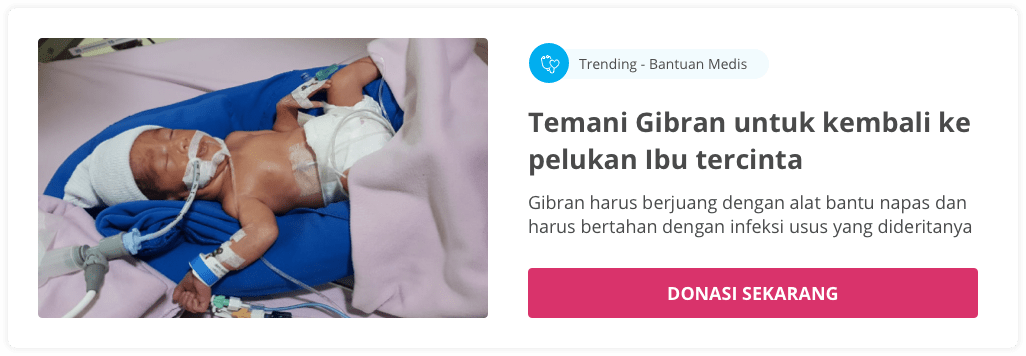 Trending - Bantuan Medis
Temani Gibran untuk kembali ke
pelukan Ibu tercinta
Gibran harus berjuang dengan alat bantu napas dan
harus bertahan dengan infeksi usus yang dideritanya
DONASI SEKARANG